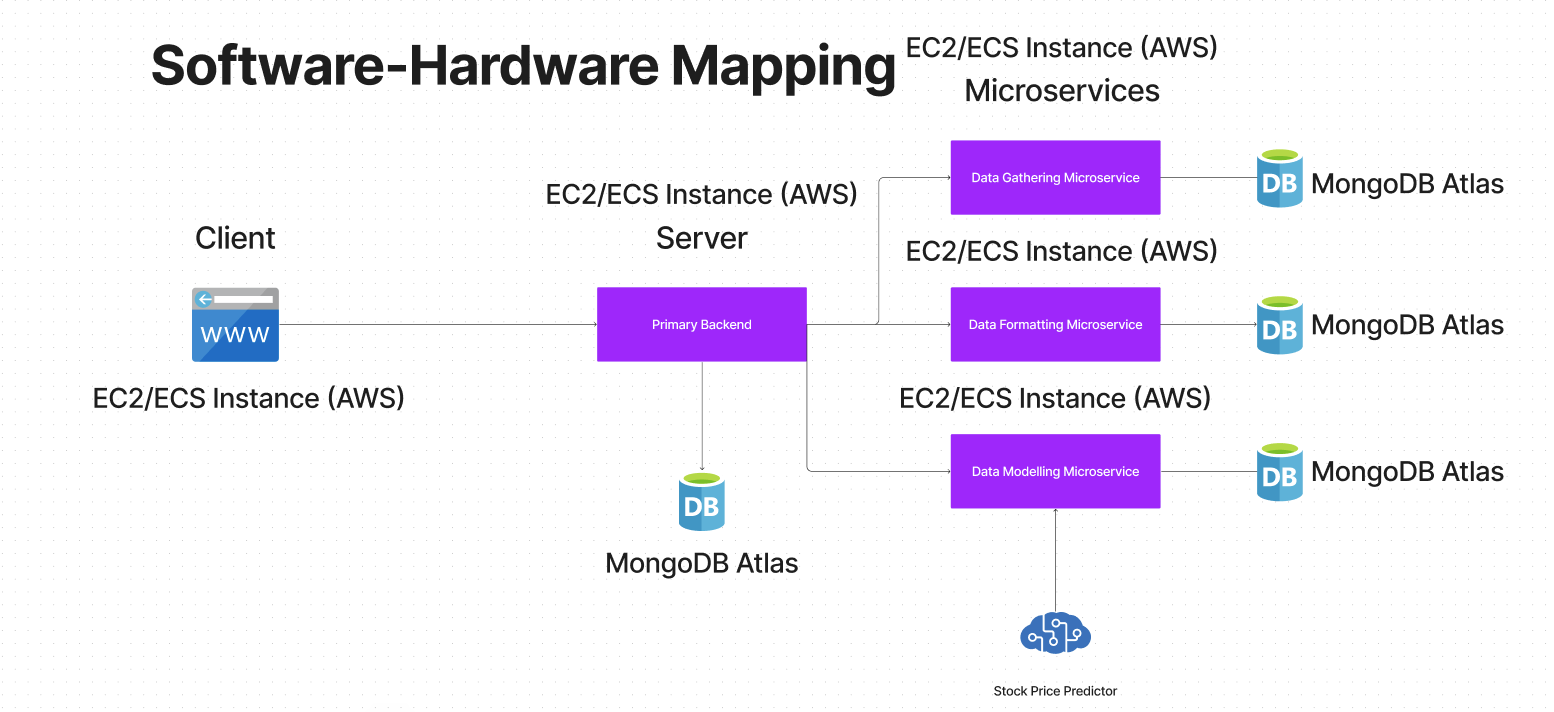 Software-Hardware Mapping
EC2/ECS Instance (AWS)
Microservices
Data Gathering Microservice
DB
MongoDB Atlas
EC2/ECS Instance (AWS)
Server
Client
EC2/ECS Instance (AWS)
WWW
Primary Backend
Data Formatting Microservice
DB
MongoDB Atlas
EC2/ECS Instance (AWS)
EC2/ECS Instance (AWS)
Data Modelling Microservice
DB
MongoDB Atlas
DB
MongoDB Atlas
Stock Price Predictor